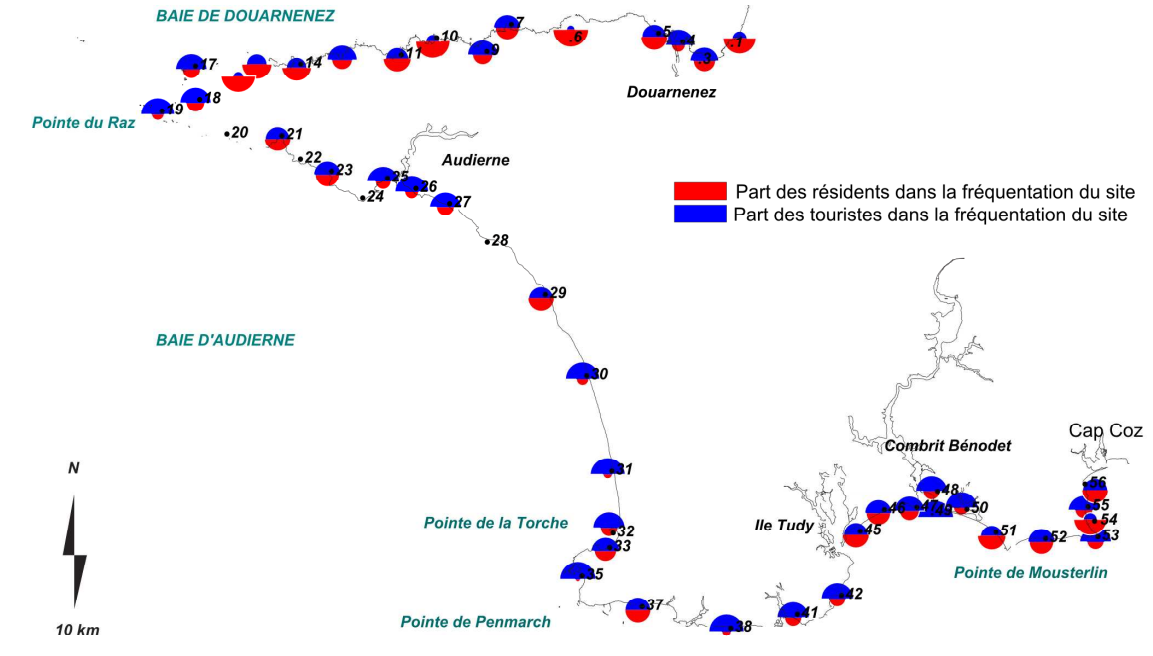 BAIE DE DOUARNENEZ
7
10
5
.6
4
.1
9
11
.3
17
14
Douarnenez
18
19
Pointe du Raz
20
21
Audierne
22
23
25
26
24
27
Part des résidents dans la fréquentation du site
Part des touristes dans la fréquentation du site
28
29
BAIE D'AUDIERNE
30
Cap Coz
Combrit Bénodet
N
31
56
48
46
47
49
50
55
Pointe de la Torche
Ile Tudy
54
32
45
51
53
33
52
35
Pointe de Mousterlin
42
37
41
Pointe de Penmarch
38
10 km